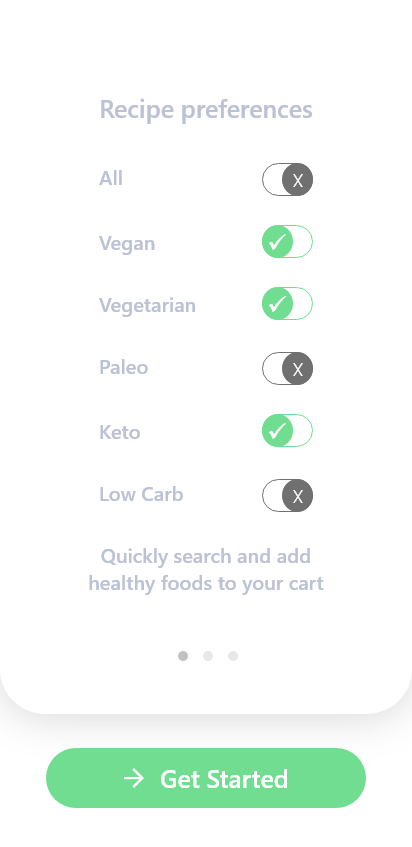 Recipe preferences
All X
Vegan ✓
Vegetarian ✓
Paleo X
Keto ✓
Low Carb X
Quickly search and add
healthy foods to your cart
→ Get Started